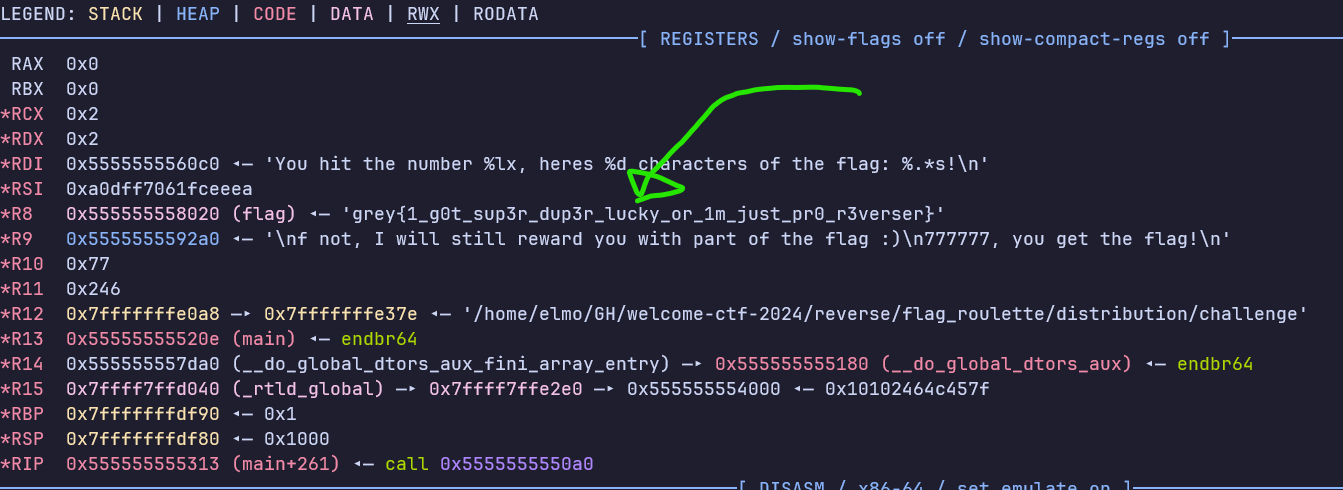 LEGEND: STACK | HEAP | CODE | DATA | RWX | RODATA
[ REGISTERS / show-flags off / show-compact-regs off ]
RAX 0x0
RBX 0x0
*RCX 0x2
*RDX 0x2
*RDI 0x5555555560c0 ◂— 'You hit the number %lx, heres %d characters of the flag: %.*s!\n'
*RSI 0xa0dff7061fceeea
*R8 0x555555558020 (flag) ◂— 'grey{1_g0t_sup3r_dup3r_lucky_or_1m_just_pr0_r3verser}'
*R9 0x5555555592a0 ◂— '\nf not, I will still reward you with part of the flag :)\n777777, you get the flag!\n'
*R10 0x77
*R11 0x246
*R12 0x7fffffffe0a8 —▸ 0x7fffffffe37e ◂— '/home/elmo/GH/welcome-ctf-2024/reverse/flag_roulette/distribution/challenge'
*R13 0x55555555520e (main) ◂— endbr64
*R14 0x555555557da0 (__do_global_dtors_aux_fini_array_entry) —▸ 0x555555555180 (__do_global_dtors_aux) ◂— endbr64
*R15 0x7ffff7ffd040 (_rtld_global) —▸ 0x7ffff7ffe2e0 —▸ 0x555555554000 ◂— 0x10102464c457f
*RBP 0x7fffffffdf90 ◂— 0x1
*RSP 0x7fffffffdf80 ◂— 0x1000
*RIP 0x555555555313 (main+261) ◂— call 0x5555555550a0
[ DISASM / x86-64 / set emulate on ]